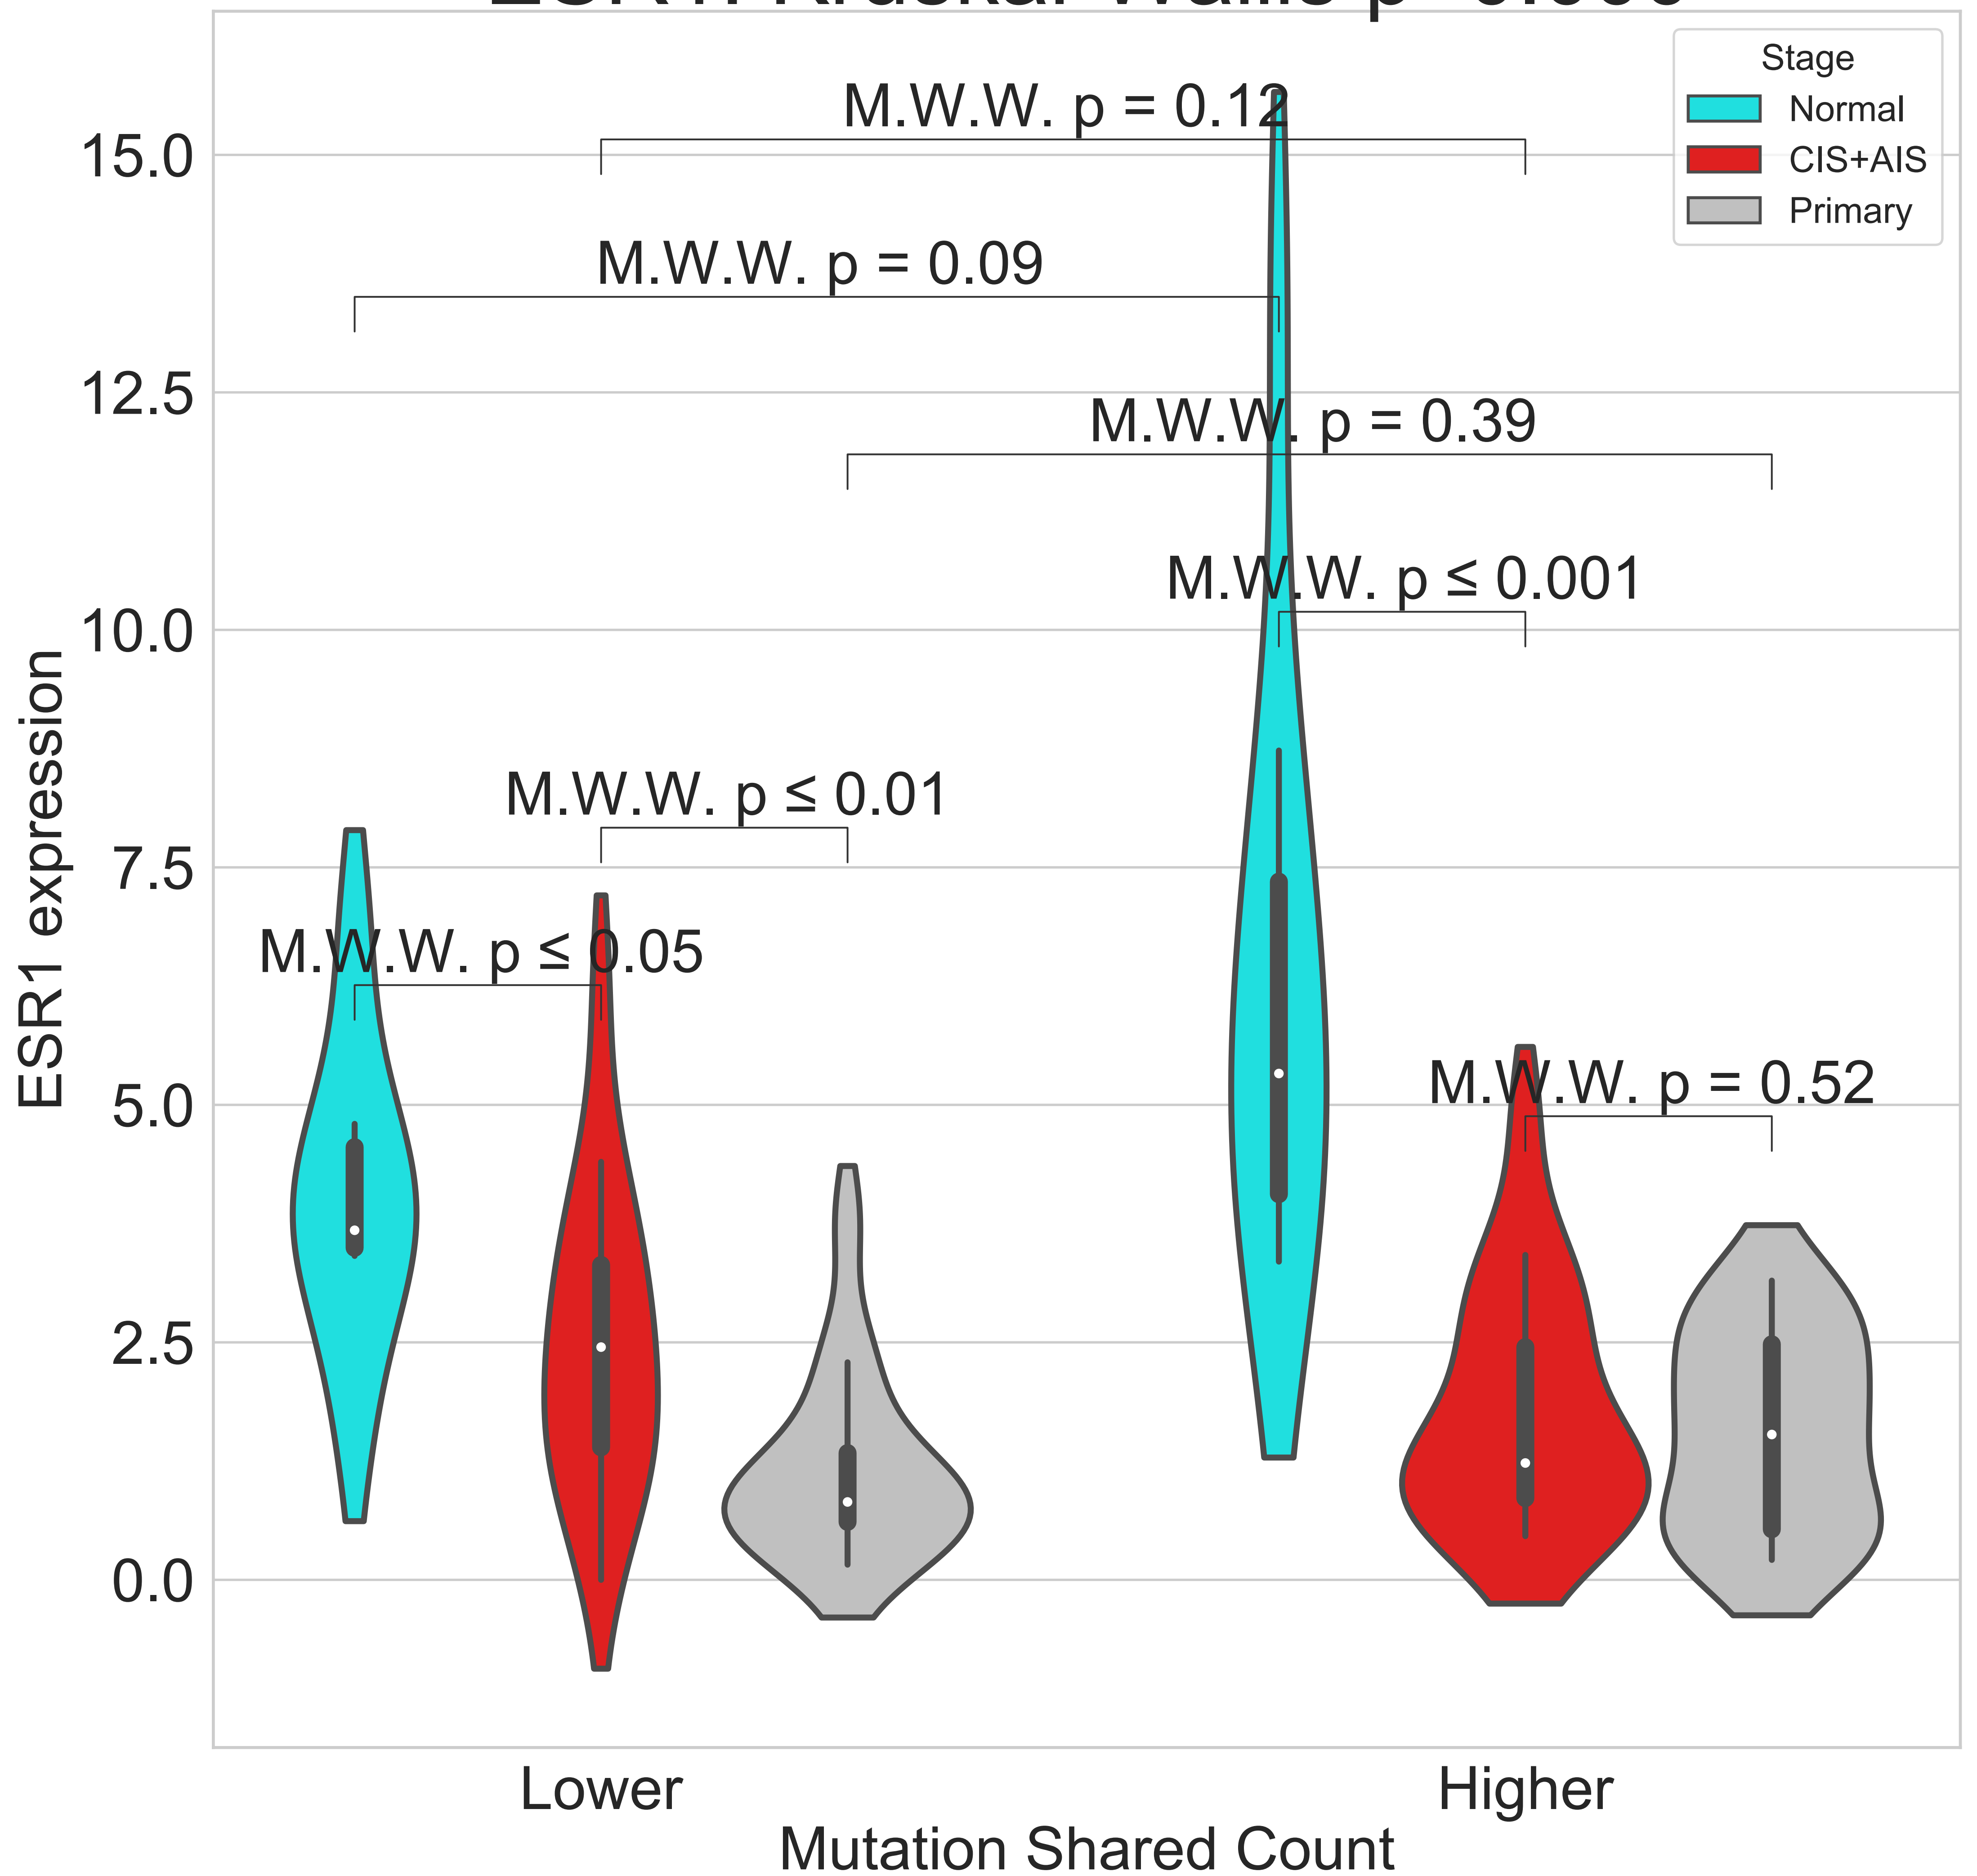 Stage
Normal
CIS+AIS
Primary
M.W.W. p = 0.12
M.W.W. p = 0.09
M.W.W. p = 0.39
M.W.W. p ≤ 0.001
M.W.W. p ≤ 0.01
M.W.W. p ≤ 0.05
M.W.W. p = 0.52
15.0
12.5
10.0
7.5
5.0
2.5
0.0
ESR1 expression
Lower
Higher
Mutation Shared Count